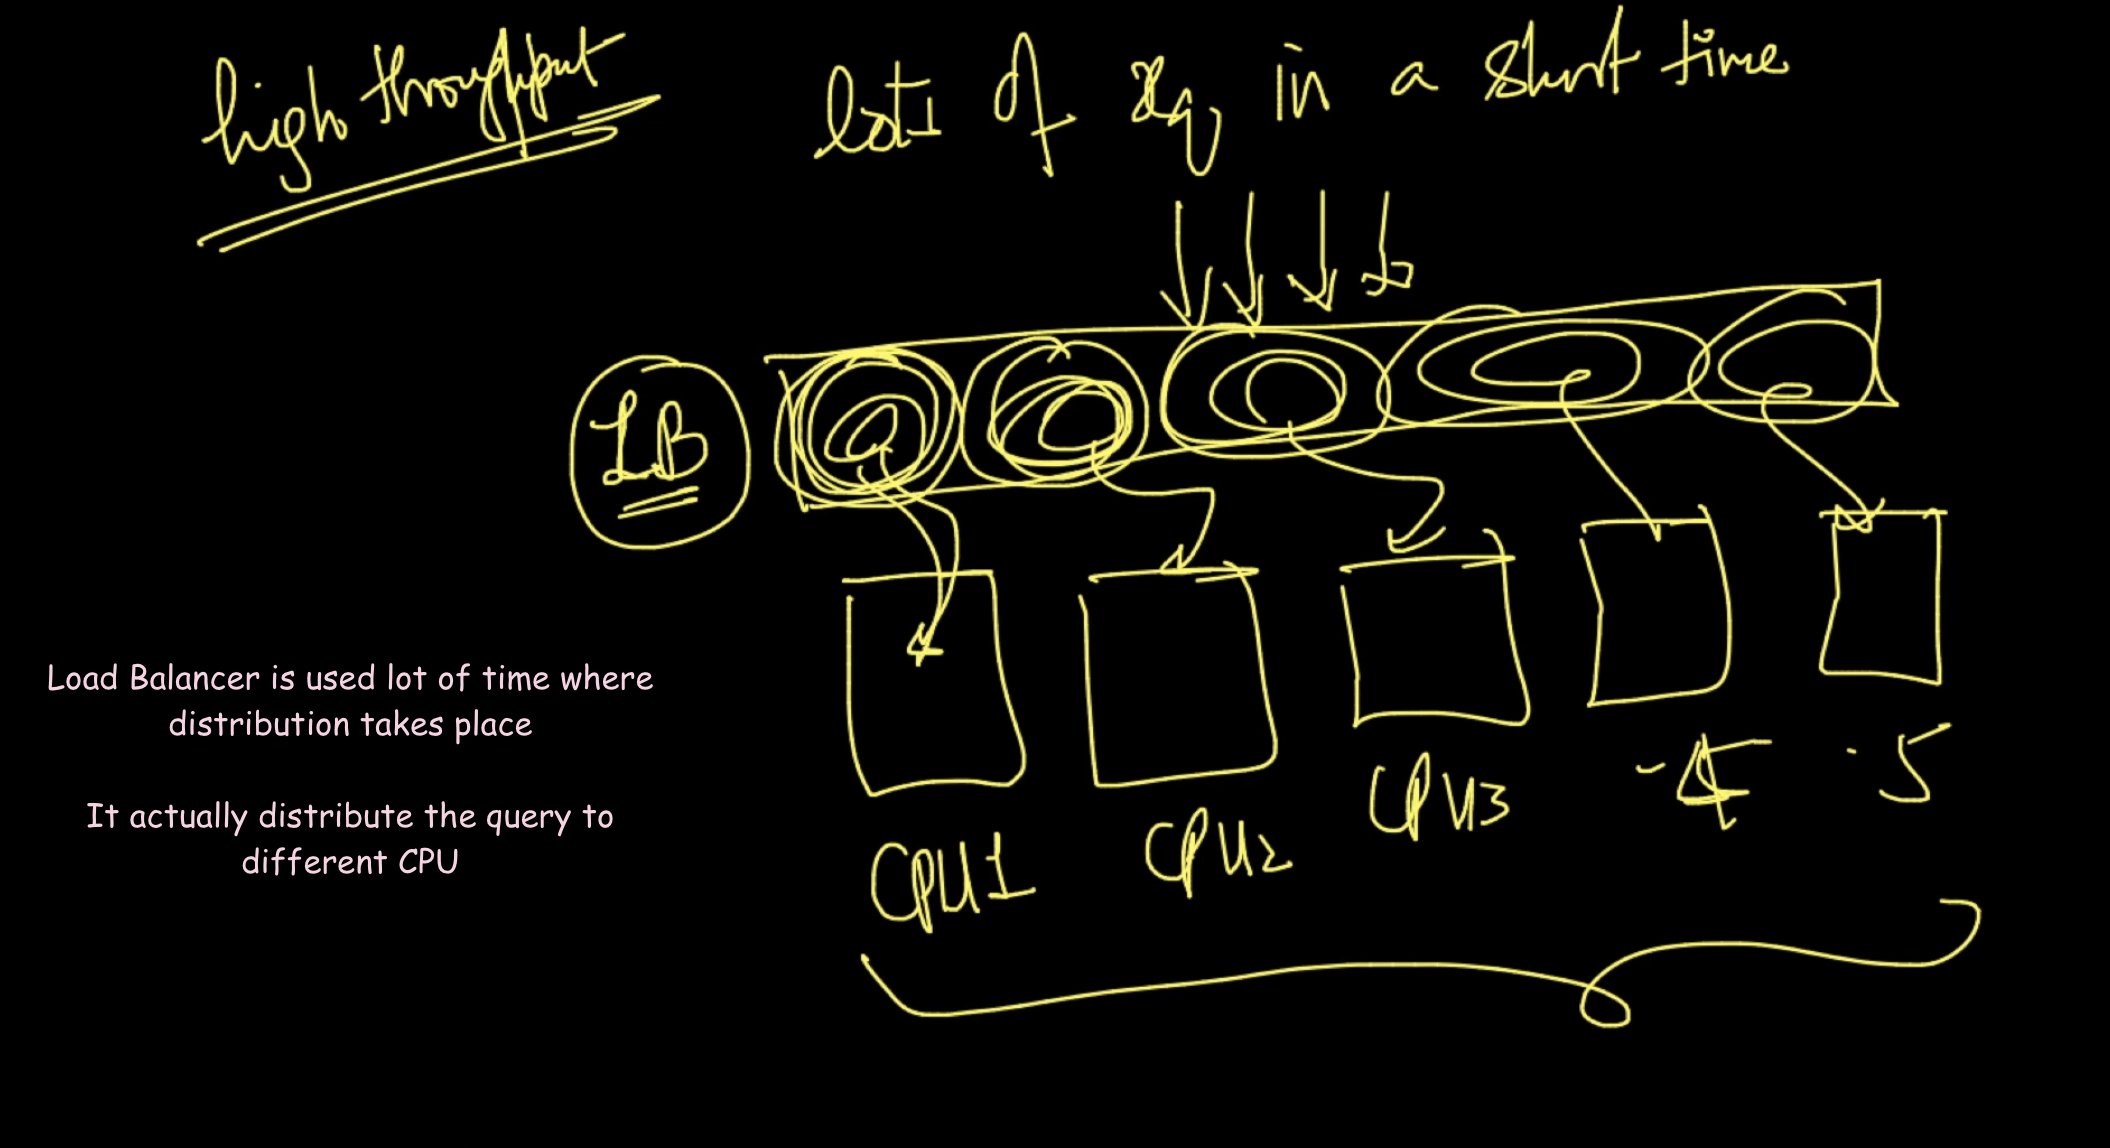 high throughput
lots of in a short time
LB
Load Balancer is used lot of time where
distribution takes place
It actually distribute the query to
different CPU
CPU1
CPU2
CPU3
-4
-5